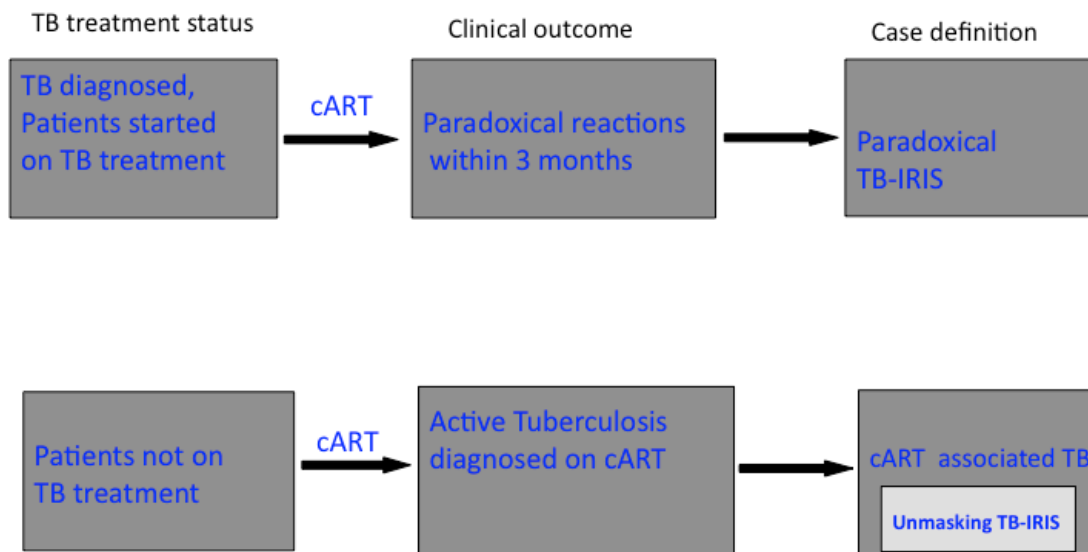 TB treatment status
Clinical outcome
Case definition
TB diagnosed,
Patients started
on TB treatment
cART
Paradoxical reactions
within 3 months
Paradoxical
TB-IRIS
Patients not on
TB treatment
cART
Active Tuberculosis
diagnosed on cART
cART associated TB
Unmasking TB-IRIS